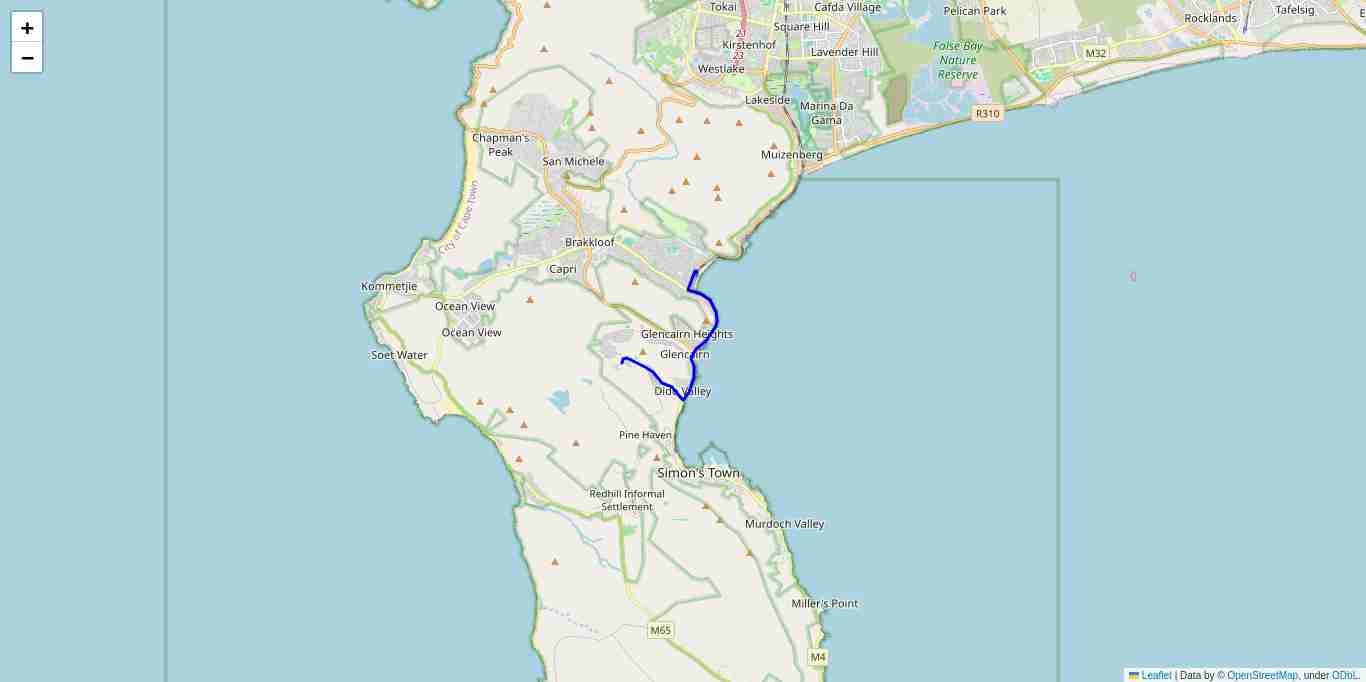 +
−
Tokai
Cafda Village
Pelican Park
Tafelsig
Rocklands
Square Hill
23
23
Kirstenhof
Lavender Hill
False Bay
Nature
Reserve
M32
Westlake
Lakeside
Marina Da
Gama
R310
Chapman's
Peak
San Michele
Muizenberg
City of Cape Town
Brakkloof
Capri
Kommetjie
Ocean View
Ocean View
Glencairn Heights
Glencairn
Soet Water
Dido Valley
Pine Haven
Simon's Town
Redhill Informal
Settlement
Murdoch Valley
Miller's Point
M65
M4
Leaflet | Data by © OpenStreetMap, under ODbL.